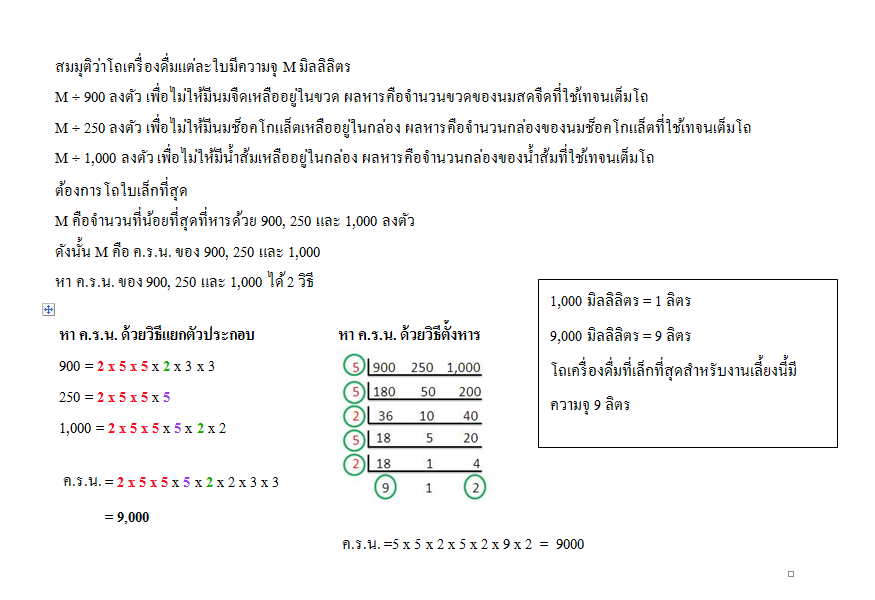 สมมุติว่าโถเครื่องดื่มแต่ละใบมีความจุ M มิลลิลิตร
M ÷ 900 ลงตัว เพื่อไม่ให้มีนมจืดเหลืออยู่ในขวด ผลหารคือจำนวนขวดของนมสดจืดที่ใช้เทจนเต็มโถ
M ÷ 250 ลงตัว เพื่อไม่ให้มีนมช็อคโกแล็ตเหลืออยู่ในกล่อง ผลหารคือจำนวนกล่องของนมช็อคโกแล็ตที่ใช้เทจนเต็มโถ
M ÷ 1,000 ลงตัว เพื่อไม่ให้มีน้ำส้มเหลืออยู่ในกล่อง ผลหารคือจำนวนกล่องของน้ำส้มที่ใช้เทจนเต็มโถ
ต้องการโถใบเล็กที่สุด
M คือจำนวนที่น้อยที่สุดที่หารด้วย 900, 250 และ 1,000 ลงตัว
ดังนั้น M คือ ค.ร.น. ของ 900, 250 และ 1,000
หา ค.ร.น. ของ 900, 250 และ 1,000 ได้ 2 วิธี
หา ค.ร.น. ด้วยวิธีแยกตัวประกอบ
900 = 2 x 5 x 5 x 2 x 3 x 3
250 = 2 x 5 x 5 x 5
1,000 = 2 x 5 x 5 x 5 x 2 x 2
ค.ร.น. = 2 x 5 x 5 x 5 x 2 x 2 x 3 x 3
= 9,000
หา ค.ร.น. ด้วยวิธีตั้งหาร
5 900 250 1,000
5 180 50 200
2 36 10 40
5 18 5 20
2 18 1 4
9 1 2
ค.ร.น. =5 x 5 x 2 x 5 x 2 x 9 x 2 = 9000
1,000 มิลลิลิตร = 1 ลิตร
9,000 มิลลิลิตร = 9 ลิตร
โถเครื่องดื่มที่เล็กที่สุดสำหรับงานเลี้ยงนี้มี
ความจุ 9 ลิตร